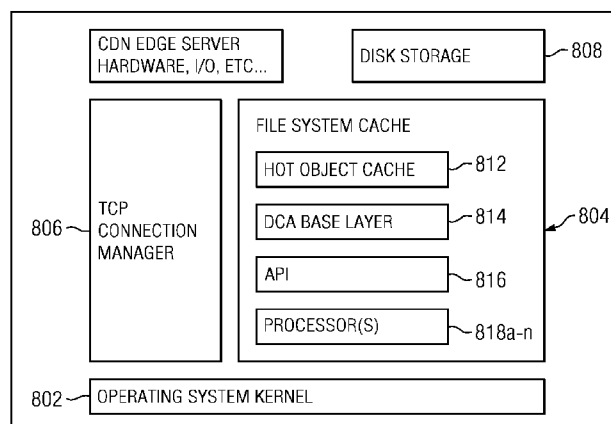 CDN EDGE SERVER
HARDWARE, I/O, ETC...
DISK STORAGE
808
FILE SYSTEM CACHE
HOT OBJECT CACHE
812
806
TCP
CONNECTION
MANAGER
DCA BASE LAYER
814
804
API
816
PROCESSOR(S)
818a-n
802
OPERATING SYSTEM KERNEL